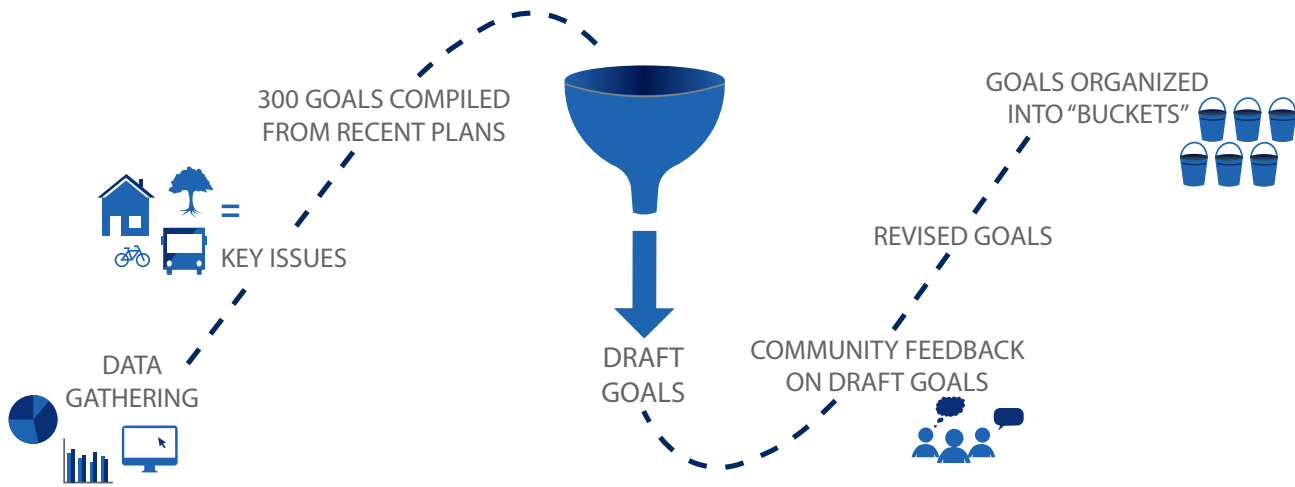 DATA
GATHERING
=
KEY ISSUES
300 GOALS COMPILED
FROM RECENT PLANS
DRAFT
GOALS
COMMUNITY FEEDBACK
ON DRAFT GOALS
REVISED GOALS
GOALS ORGANIZED
INTO “BUCKETS”